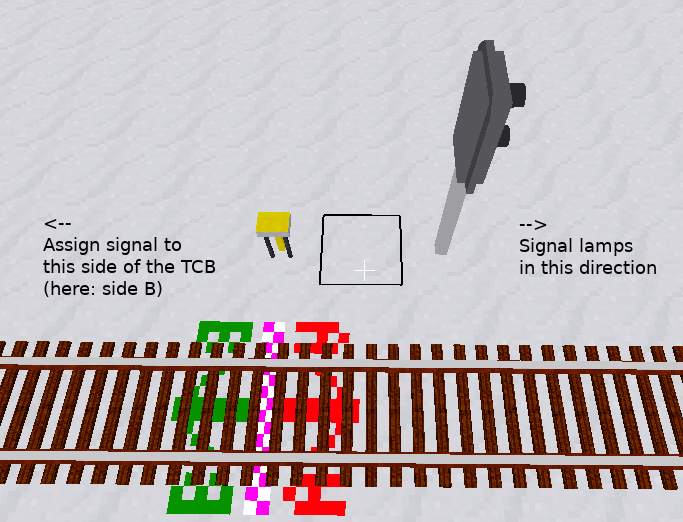 <--
Assign signal to
this side of the TCB
(here: side B)
-->
Signal lamps
in this direction